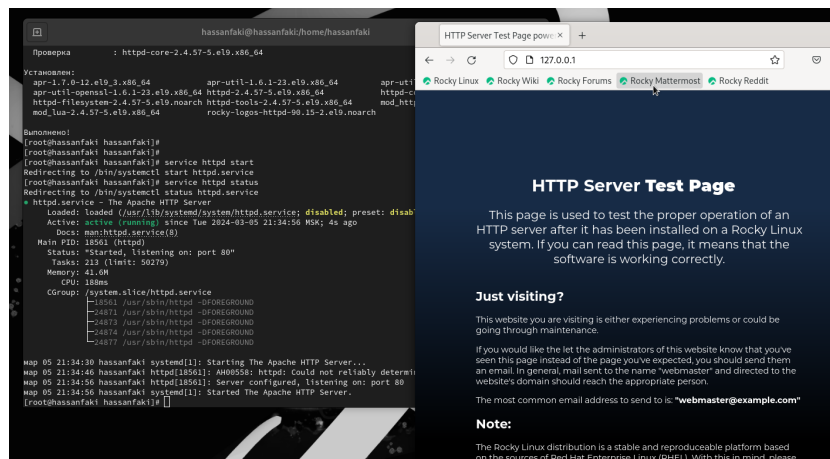 hassanfaki@hassanfaki:/home/hassanfaki
Проверка : httpd-core-2.4.57-5.el9.x86_64
Установлен:
apr-1.7.0-12.el9_3.x86_64 apr-util-1.6.1-23.el9.x86_64
apr-util-openssl-1.6.1-23.el9.x86_64 httpd-2.4.57-5.el9.x86_64
httpd-filesystem-2.4.57-5.el9.noarch httpd-tools-2.4.57-5.el9.x86_64
mod_lua-2.4.57-5.el9.x86_64 rocky-logos-httpd-90.15-2.el9.noarch
Выполнено!
[root@hassanfaki hassanfaki]#
[root@hassanfaki hassanfaki]#
[root@hassanfaki hassanfaki]# service httpd start
Redirecting to /bin/systemctl start httpd.service
[root@hassanfaki hassanfaki]# service httpd status
Redirecting to /bin/systemctl status httpd.service
● httpd.service - The Apache HTTP Server
Loaded: loaded (/usr/lib/systemd/system/httpd.service; disabled; preset: disab
Active: active (running) since Tue 2024-03-05 21:34:56 MSK; 4s ago
Docs: man:httpd.service(8)
Main PID: 18561 (httpd)
Status: "Started, listening on: port 80"
Tasks: 213 (limit: 50279)
Memory: 41.6M
CPU: 188ms
CGroup: /system.slice/httpd.service
├─18561 /usr/sbin/httpd -DFOREGROUND
├─24871 /usr/sbin/httpd -DFOREGROUND
├─24873 /usr/sbin/httpd -DFOREGROUND
├─24874 /usr/sbin/httpd -DFOREGROUND
└─24877 /usr/sbin/httpd -DFOREGROUND
мар 05 21:34:30 hassanfaki systemd[1]: Starting The Apache HTTP Server...
мар 05 21:34:46 hassanfaki httpd[18561]: AH00558: httpd: Could not reliably determi
мар 05 21:34:56 hassanfaki httpd[18561]: Server configured, listening on: port 80
мар 05 21:34:56 hassanfaki systemd[1]: Started The Apache HTTP Server.
[root@hassanfaki hassanfaki]#
HTTP Server Test Page powe
127.0.0.1
Rocky Linux Rocky Wiki Rocky Forums Rocky Mattermost Rocky Reddit
HTTP Server Test Page
This page is used to test the proper operation of an
HTTP server after it has been installed on a Rocky Linux
system. If you can read this page, it means that the
software is working correctly.
Just visiting?
This website you are visiting is either experiencing problems or could be
going through maintenance.
If you would like the let the administrators of this website know that you've
seen this page instead of the page you've expected, you should send them
an email. In general, mail sent to the name "webmaster" and directed to the
website's domain should reach the appropriate person.
The most common email address to send to is: "webmaster@example.com"
Note:
The Rocky Linux distribution is a stable and reproduceable platform based
on the sources of Red Hat Enterprise Linux (RHEL). With this in mind, please